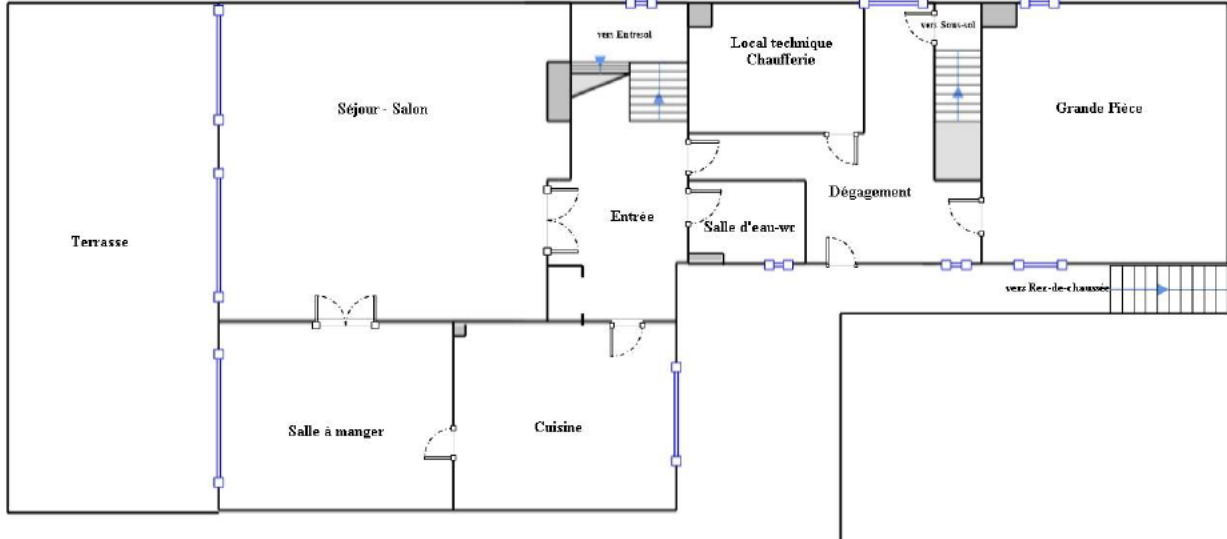 vers Entresol
vers Sous-sol
Local technique
Chaufferie
Séjour - Salon
Grande Pièce
Dégagement
Entrée
Salle d'eau-wc
Terrasse
vers Rez-de-chaussée
Salle à manger
Cuisine